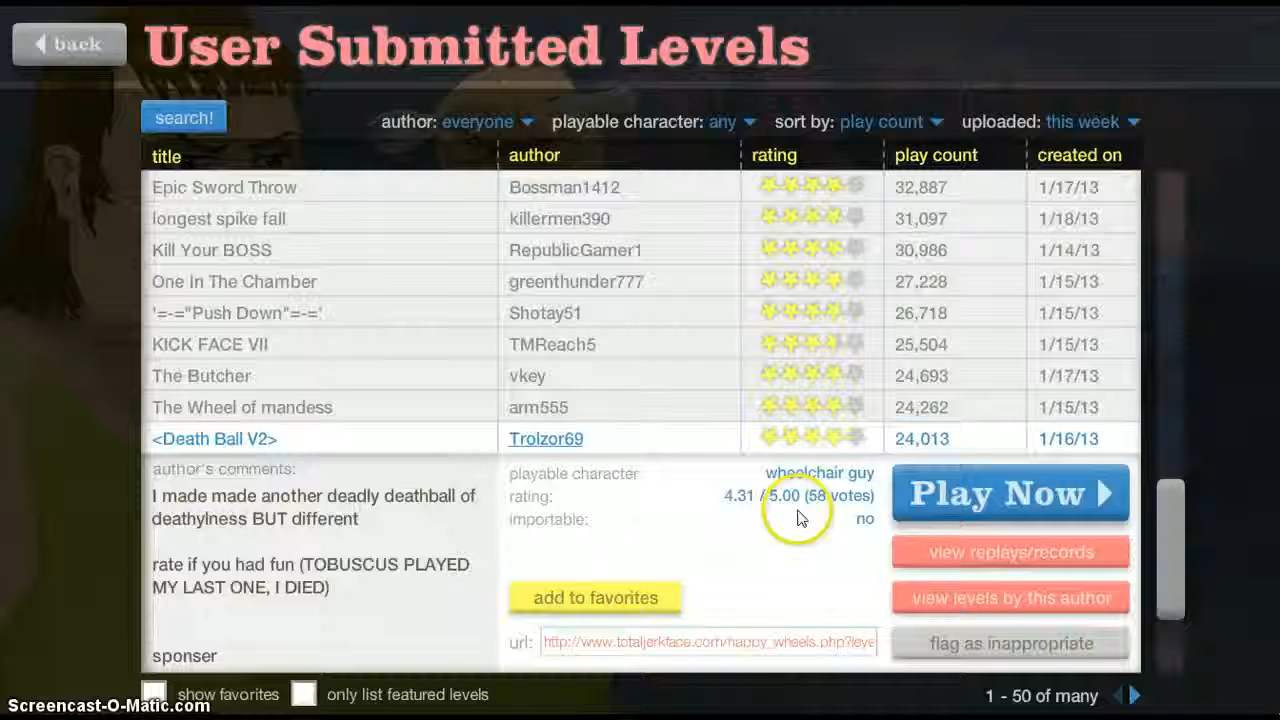 back
User Submitted Levels
search!
author: everyone playable character: any sort by: play count uploaded: this week
title author rating play count created on
Epic Sword Throw Bossman1412 32,887 1/17/13
longest spike fall killermen390 31,097 1/18/13
Kill Your BOSS RepublicGamer1 30,986 1/14/13
One In The Chamber greenthunder777 27,228 1/15/13
'=-="Push Down"=-=' Shotay51 26,718 1/15/13
KICK FACE VII TMReach5 25,504 1/15/13
The Butcher vkey 24,693 1/17/13
The Wheel of mandess arm555 24,262 1/15/13
<Death Ball V2> Trolzor69 24,013 1/16/13
author's comments:
I made made another deadly deathball of
deathylness BUT different
rate if you had fun (TOBUSCUS PLAYED
MY LAST ONE, I DIED)
sponser
playable character wheelchair guy
rating: 4.31 / 5.00 (58 votes)
importable: no
add to favorites
url: http://www.totaljerkface.com/happy_wheels.php?leve
Play Now
view replays/records
view levels by this author
flag as inappropriate
show favorites only list featured levels 1 - 50 of many
Screencast-O-Matic.com